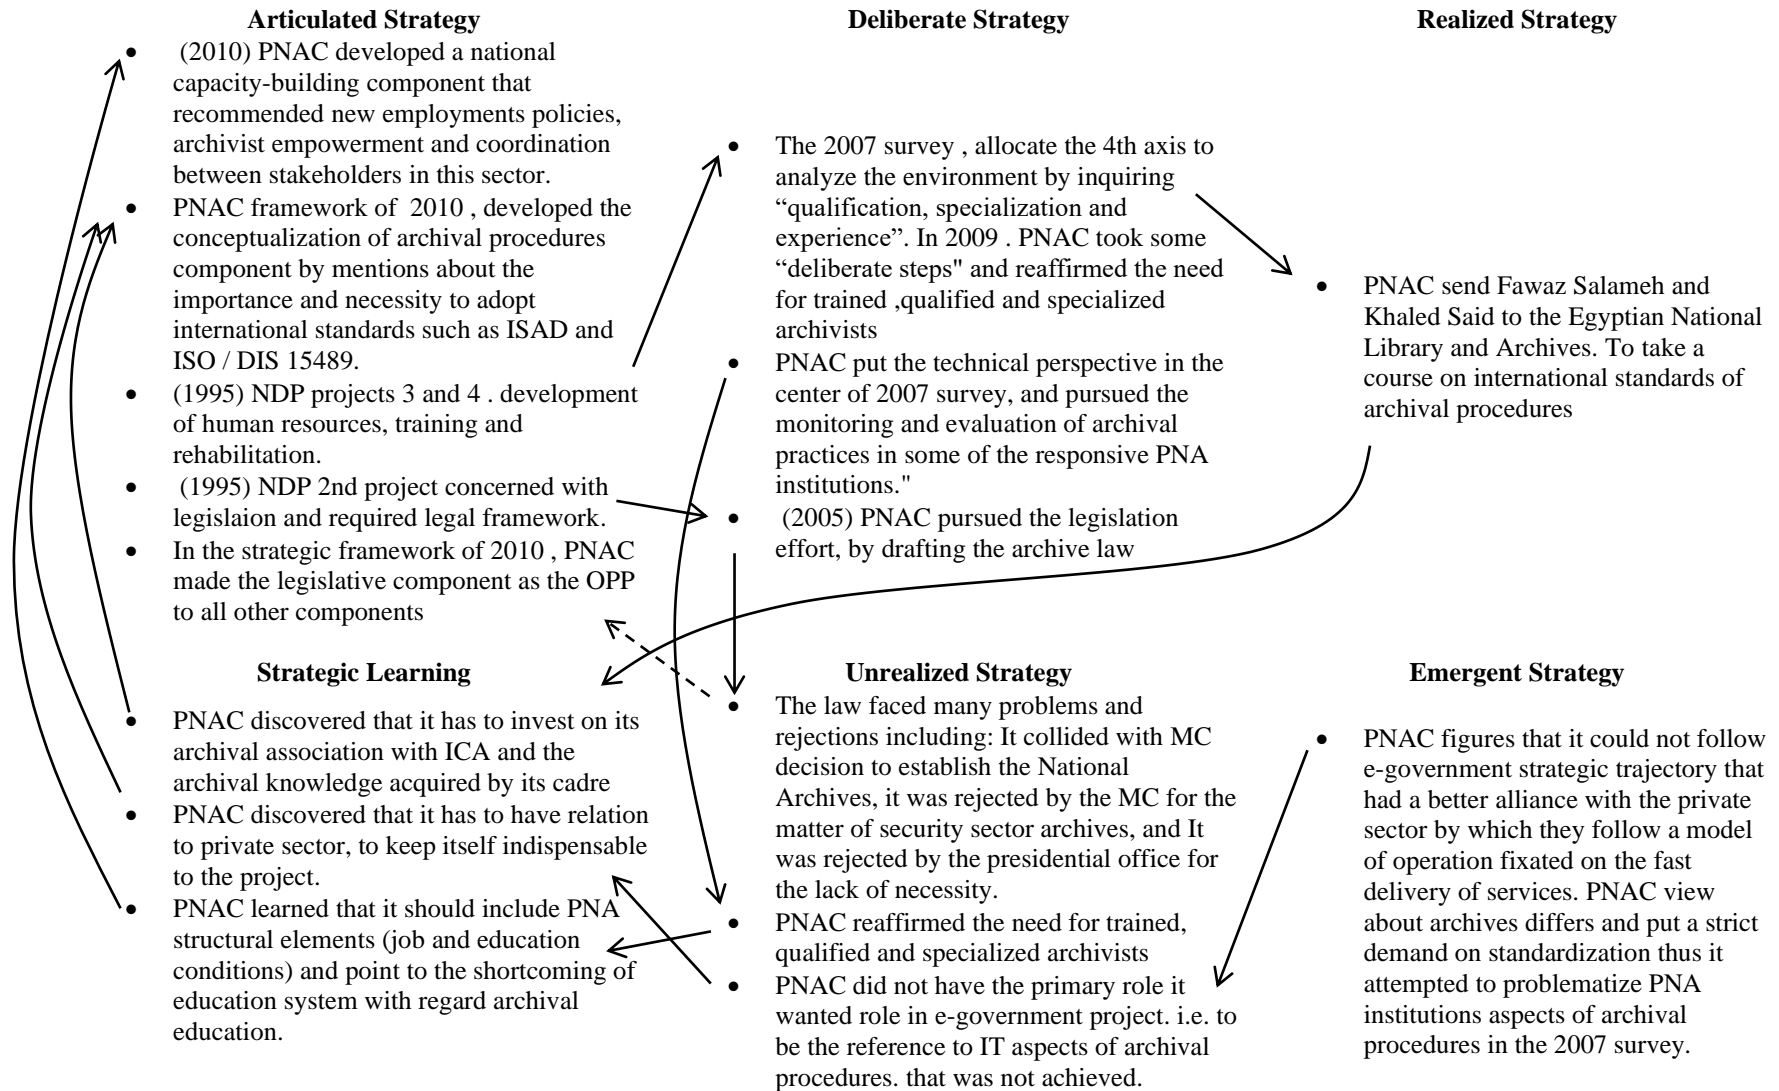 Articulated Strategy
• (2010) PNAC developed a national
capacity-building component that
recommended new employments policies,
archivist empowerment and coordination
between stakeholders in this sector.
• PNAC framework of 2010 , developed the
conceptualization of archival procedures
component by mentions about the
importance and necessity to adopt
international standards such as ISAD and
ISO / DIS 15489.
• (1995) NDP projects 3 and 4 . development
of human resources, training and
rehabilitation.
• (1995) NDP 2nd project concerned with
legislaion and required legal framework.
• In the strategic framework of 2010 , PNAC
made the legislative component as the OPP
to all other components
Deliberate Strategy
• The 2007 survey , allocate the 4th axis to
analyze the environment by inquiring
“qualification, specialization and
experience”. In 2009 . PNAC took some
“deliberate steps" and reaffirmed the need
for trained ,qualified and specialized
archivists
• PNAC put the technical perspective in the
center of 2007 survey, and pursued the
monitoring and evaluation of archival
practices in some of the responsive PNA
institutions."
• (2005) PNAC pursued the legislation
effort, by drafting the archive law
Realized Strategy
• PNAC send Fawaz Salameh and
Khaled Said to the Egyptian National
Library and Archives. To take a
course on international standards of
archival procedures
Strategic Learning
• PNAC discovered that it has to invest on its
archival association with ICA and the
archival knowledge acquired by its cadre
• PNAC discovered that it has to have relation
to private sector, to keep itself indispensable
to the project.
• PNAC learned that it should include PNA
structural elements (job and education
conditions) and point to the shortcoming of
education system with regard archival
education.
Unrealized Strategy
• The law faced many problems and
rejections including: It collided with MC
decision to establish the National
Archives, it was rejected by the MC for the
matter of security sector archives, and It
was rejected by the presidential office for
the lack of necessity.
• PNAC reaffirmed the need for trained,
qualified and specialized archivists
• PNAC did not have the primary role it
wanted role in e-government project. i.e. to
be the reference to IT aspects of archival
procedures. that was not achieved.
Emergent Strategy
• PNAC figures that it could not follow
e-government strategic trajectory that
had a better alliance with the private
sector by which they follow a model
of operation fixated on the fast
delivery of services. PNAC view
about archives differs and put a strict
demand on standardization thus it
attempted to problematize PNA
institutions aspects of archival
procedures in the 2007 survey.